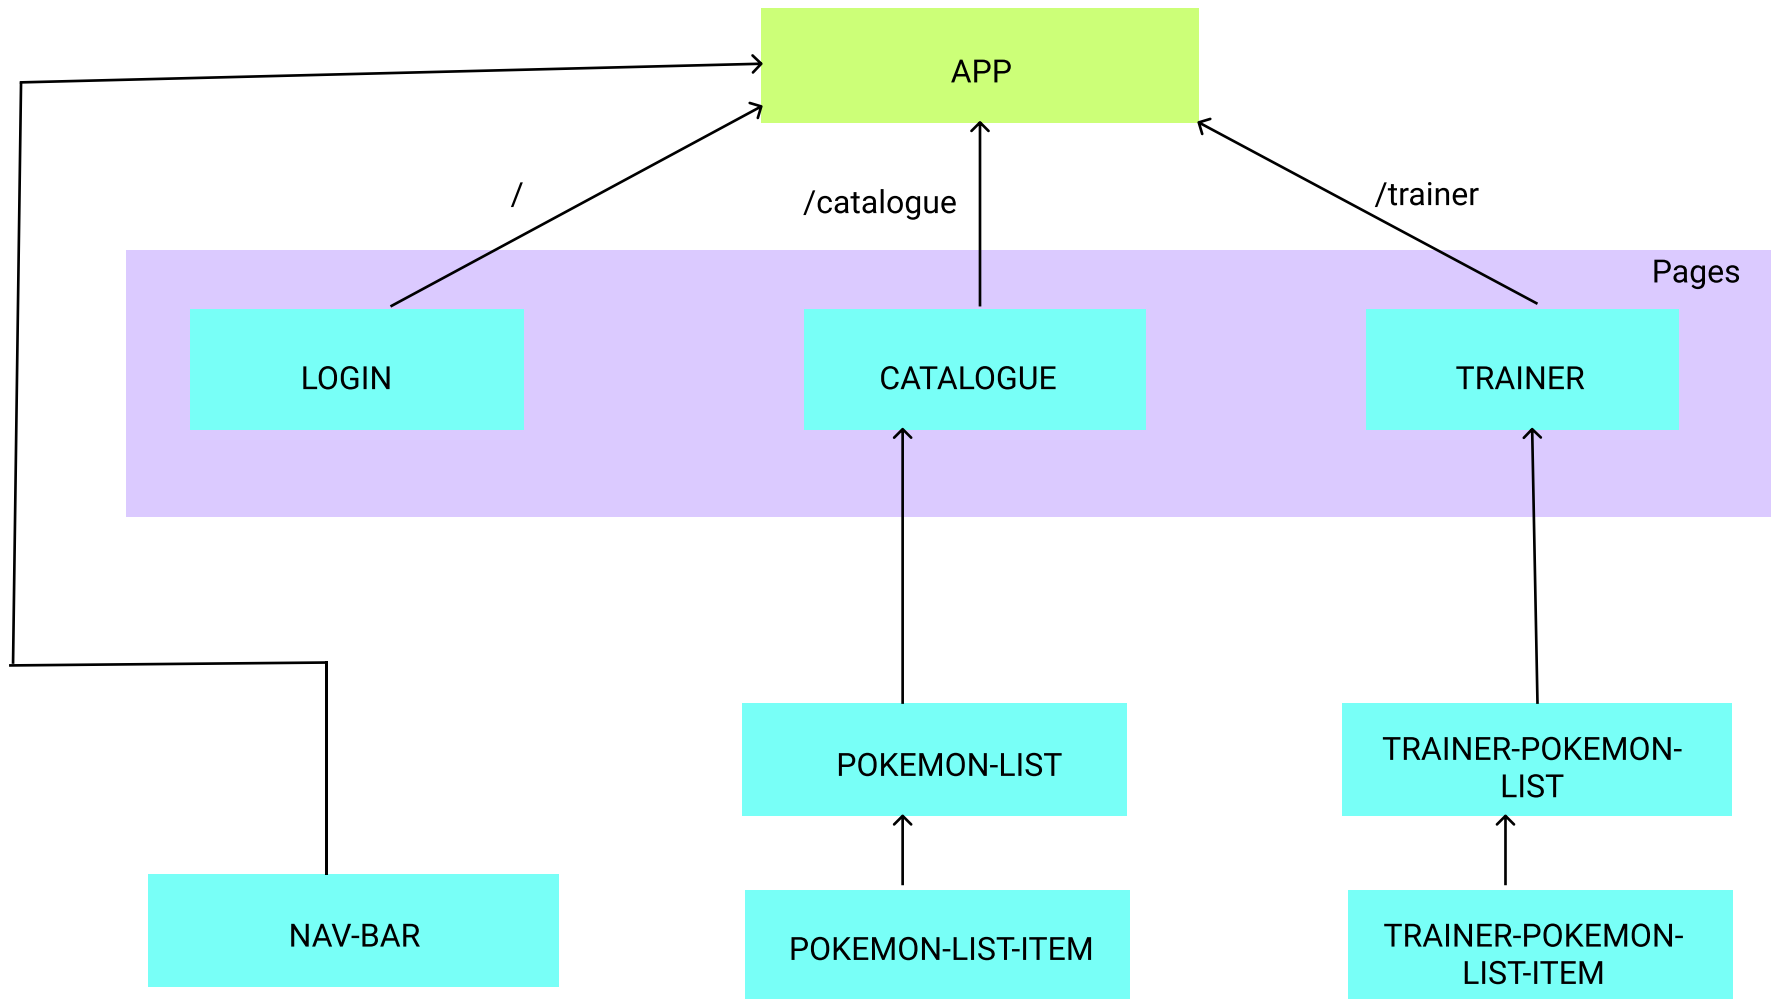 APP
/
/catalogue
/trainer
Pages
LOGIN
CATALOGUE
TRAINER
POKEMON-LIST
TRAINER-POKEMON-
LIST
NAV-BAR
POKEMON-LIST-ITEM
TRAINER-POKEMON-
LIST-ITEM